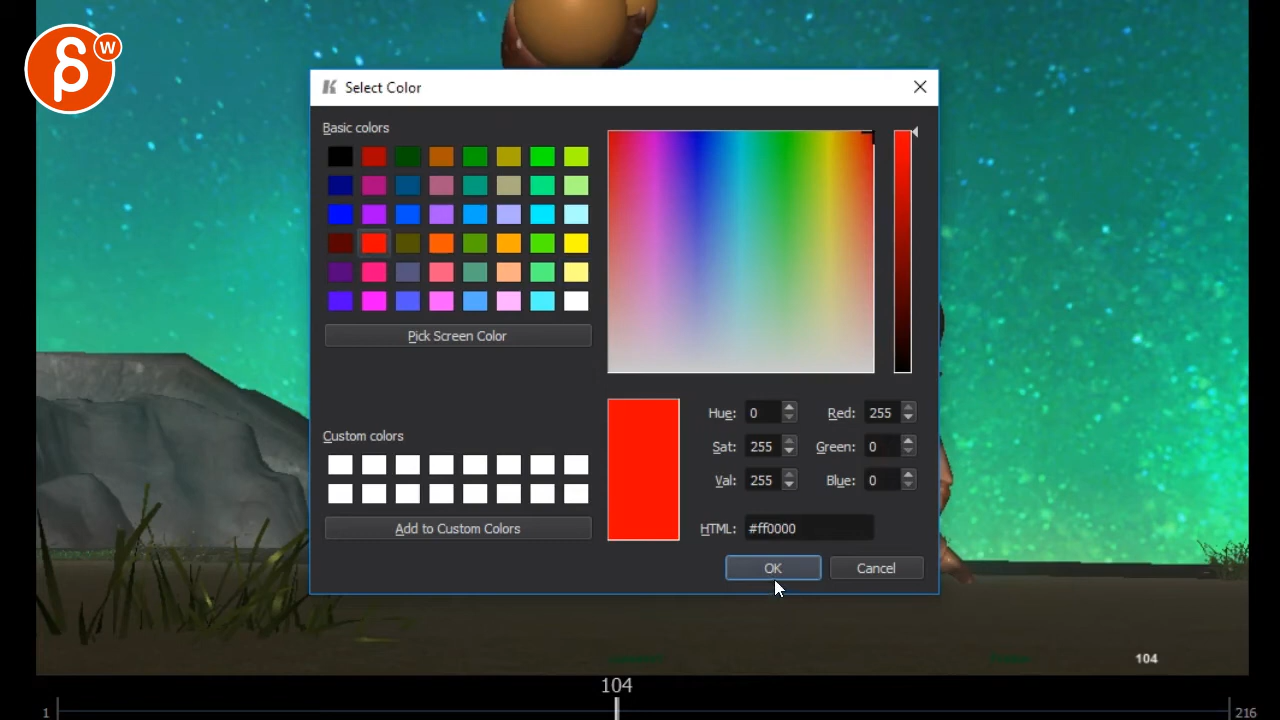 W
Select Color
Basic colors
Pick Screen Color
Custom colors
Add to Custom Colors
Hue: 0
Red: 255
Sat: 255
Green: 0
Val: 255
Blue: 0
HTML: #ff0000
OK
Cancel
104
104
1
216